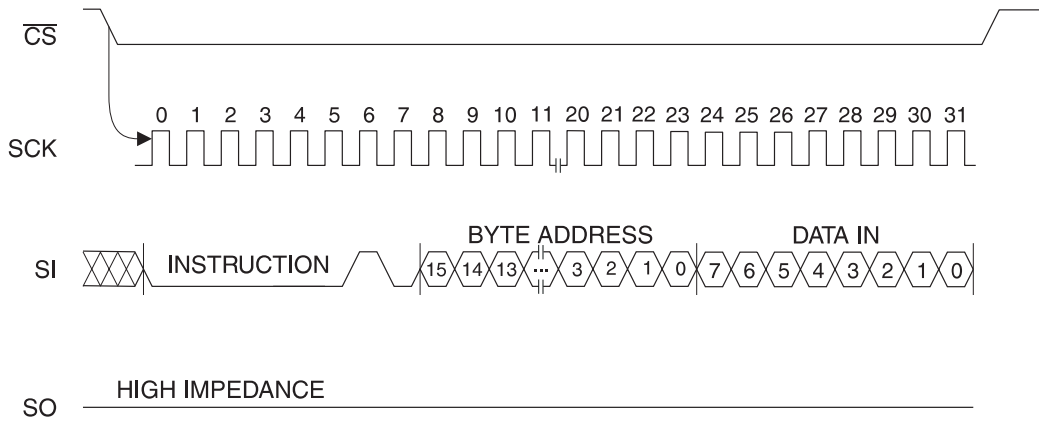 CS
0 1 2 3 4 5 6 7 8 9 10 11 20 21 22 23 24 25 26 27 28 29 30 31
SCK
BYTE ADDRESS DATA IN
SI INSTRUCTION 15 14 13 ... 3 2 1 0 7 6 5 4 3 2 1 0
HIGH IMPEDANCE
SO